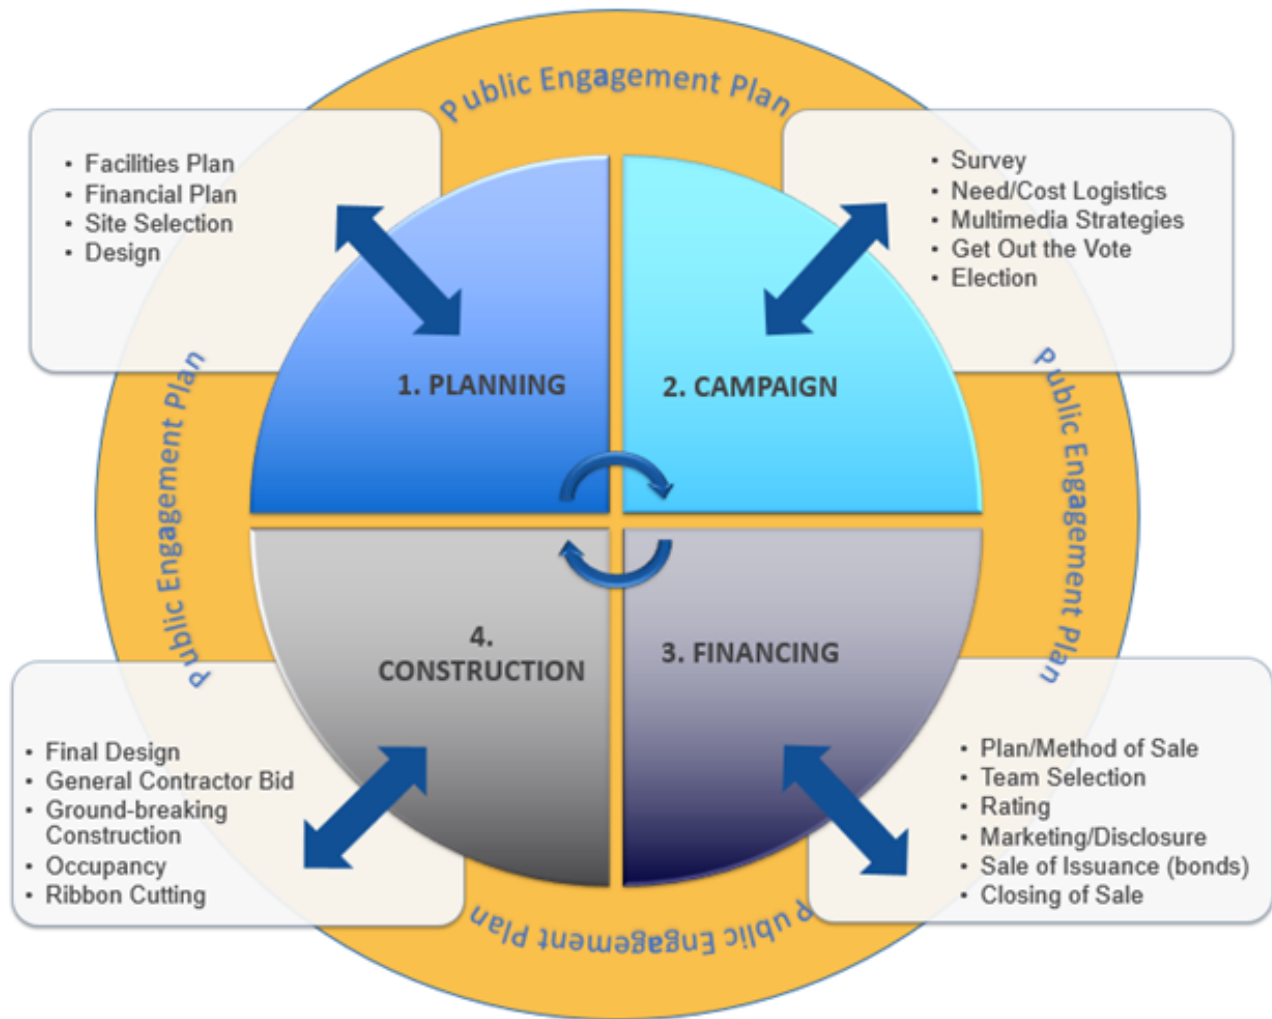 Public Engagement Plan
• Facilities Plan
• Financial Plan
• Site Selection
• Design
• Survey
• Need/Cost Logistics
• Multimedia Strategies
• Get Out the Vote
• Election
1. PLANNING
2. CAMPAIGN
Public Engagement Plan
Public Engagement Plan
4.
CONSTRUCTION
3. FINANCING
• Final Design
• General Contractor Bid
• Ground-breaking
Construction
• Occupancy
• Ribbon Cutting
• Plan/Method of Sale
• Team Selection
• Rating
• Marketing/Disclosure
• Sale of Issuance (bonds)
• Closing of Sale
Public Engagement Plan